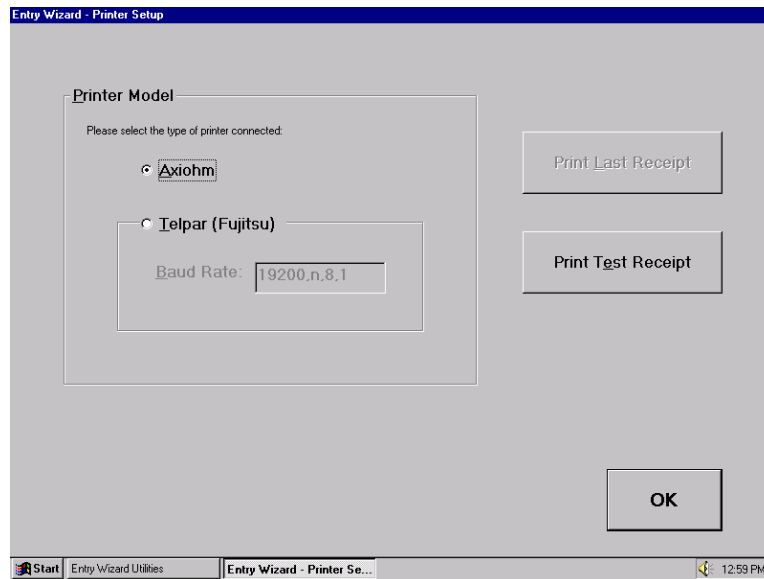 Entry Wizard - Printer Setup
Printer Model
Please select the type of printer connected:
Axiohm
Telpar (Fujitsu)
Baud Rate: 19200,n,8,1
Print Last Receipt
Print Test Receipt
OK
Start Entry Wizard Utilities Entry Wizard - Printer Se... 12:59 PM